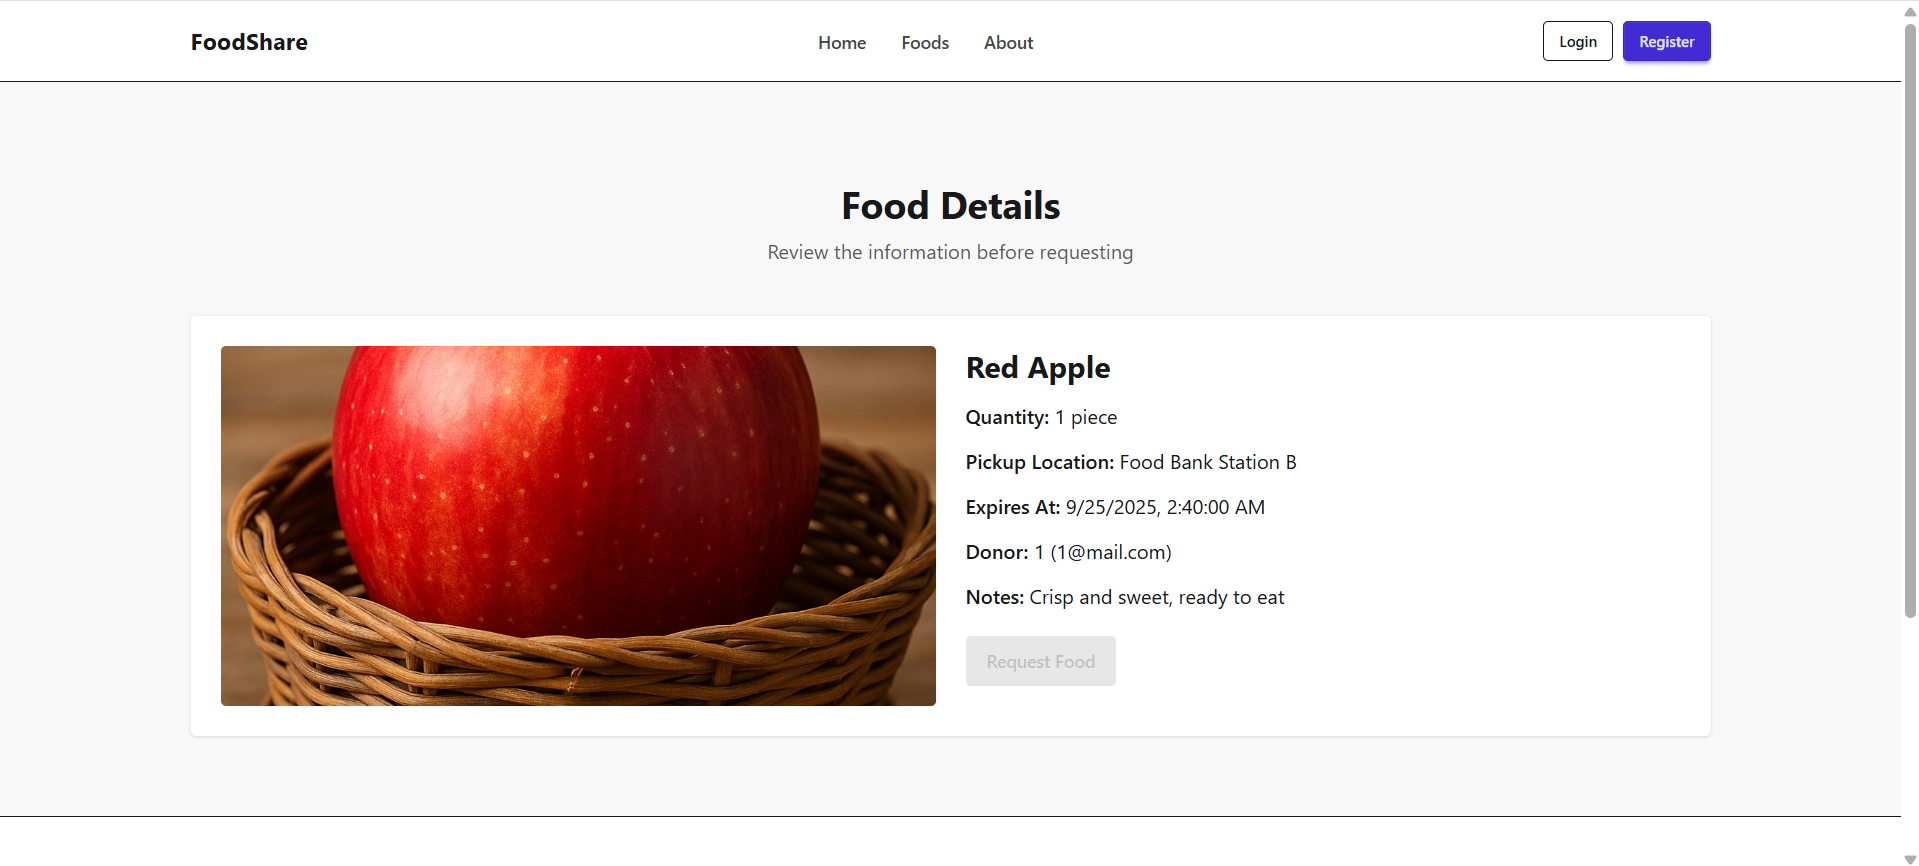 FoodShare
Home Foods About
Login Register
Food Details
Review the information before requesting
Red Apple
Quantity: 1 piece
Pickup Location: Food Bank Station B
Expires At: 9/25/2025, 2:40:00 AM
Donor: 1 (1@mail.com)
Notes: Crisp and sweet, ready to eat
Request Food